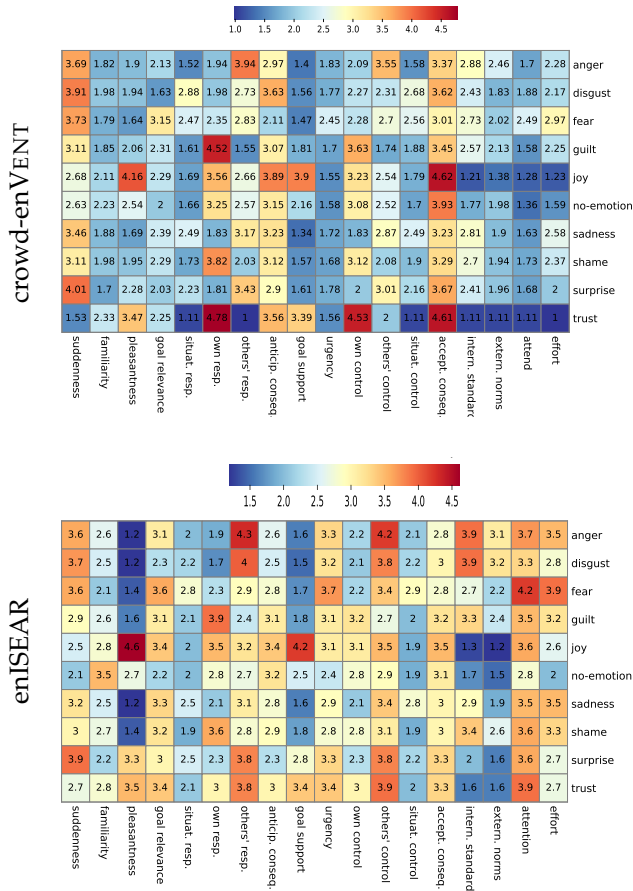 1.0 1.5 2.0 2.5 3.0 3.5 4.0 4.5
crowd-enVENT
3.69 1.82 1.9 2.13 1.52 1.94 3.94 2.97 1.4 1.83 2.09 3.55 1.58 3.37 2.88 2.46 1.7 2.28 anger
3.91 1.98 1.94 1.63 2.88 1.98 2.73 3.63 1.56 1.77 2.27 2.31 2.68 3.62 2.43 1.83 1.88 2.17 disgust
3.73 1.79 1.64 3.15 2.47 2.35 2.83 2.11 1.47 2.45 2.28 2.7 2.56 3.01 2.73 2.02 2.49 2.97 fear
3.11 1.85 2.06 2.31 1.61 4.52 1.55 3.07 1.81 1.7 3.63 1.74 1.88 3.45 2.57 2.13 1.58 2.25 guilt
2.68 2.11 4.16 2.29 1.69 3.56 2.66 3.89 3.9 1.55 3.23 2.54 1.79 4.62 1.21 1.38 1.28 1.23 joy
2.63 2.23 2.54 2 1.66 3.25 2.57 3.15 2.16 1.58 3.08 2.52 1.7 3.93 1.77 1.98 1.36 1.59 no-emotion
3.46 1.88 1.69 2.39 2.49 1.83 3.17 3.23 1.34 1.72 1.83 2.87 2.49 3.23 2.81 1.9 1.63 2.58 sadness
3.11 1.98 1.95 2.29 1.73 3.82 2.03 3.12 1.57 1.68 3.12 2.08 1.9 3.29 2.7 1.94 1.73 2.37 shame
4.01 1.7 2.28 2.03 2.23 1.81 3.43 2.9 1.61 1.78 2 3.01 2.16 3.67 2.41 1.96 1.68 2 surprise
1.53 2.33 3.47 2.25 1.11 4.78 1 3.56 3.39 1.56 4.53 2 1.11 4.61 1.11 1.11 1.11 1 trust
suddenness familiarity pleasantness goal relevance situat. resp. own resp. others' resp. anticip. conseq. goal support urgency own control others' control situat. control accept. conseq. intern. standard extern. norms attend effort
1.5 2.0 2.5 3.0 3.5 4.0 4.5
enISEAR
3.6 2.6 1.2 3.1 2 1.9 4.3 2.6 1.6 3.3 2.2 4.2 2.1 2.8 3.9 3.1 3.7 3.5 anger
3.7 2.5 1.2 2.3 2.2 1.7 4 2.5 1.5 3.2 2.1 3.8 2.2 3 3.9 3.2 3.3 2.8 disgust
3.6 2.1 1.4 3.6 2.8 2.3 2.9 2.8 1.7 3.7 2.2 3.4 2.9 2.8 2.7 2.2 4.2 3.9 fear
2.9 2.6 1.6 3.1 2.1 3.9 2.4 3.1 1.8 3.1 3.2 2.7 2 3.2 3.3 2.4 3.5 3.2 guilt
2.5 2.8 4.6 3.4 2 3.5 3.2 3.4 4.2 3.1 3.1 3.5 1.9 3.5 1.3 1.2 3.6 2.6 joy
2.1 3.5 2.7 2.2 2 2.8 2.7 3.2 2.5 2.4 2.8 2.9 1.9 3.1 1.7 1.5 2.8 2 no-emotion
3.2 2.5 1.2 3.3 2.5 2.1 3.1 2.8 1.6 2.9 2.1 3.4 2.8 3 2.9 1.9 3.5 3.5 sadness
3 2.7 1.4 3.2 1.9 3.6 2.8 2.9 1.8 2.8 2.8 3.1 1.9 3 3.4 2.6 3.6 3.3 shame
3.9 2.2 3.3 3 2.5 2.3 3.8 2.3 2.8 3.3 2.3 3.8 2.2 3.3 2 1.6 3.6 2.7 surprise
2.7 2.8 3.5 3.4 2.1 3 3.8 3 3.4 3.4 3 3.9 2 3.3 1.6 1.6 3.9 2.7 trust
suddenness familiarity pleasantness goal relevance situat. resp. own resp. others' resp. anticip. conseq. goal support urgency own control others' control situat. control accept. conseq. intern. standard extern. norms attention effort